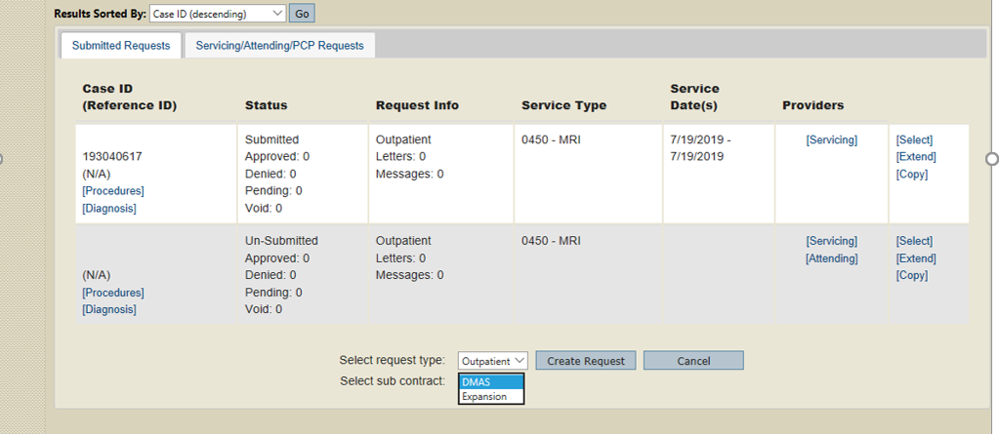 Results Sorted By: Case ID (descending) Go
Submitted Requests Servicing/Attending/PCP Requests
Case ID
(Reference ID) Status Request Info Service Type Service
Date(s) Providers
193040617
(N/A)
[Procedures]
[Diagnosis]
Submitted
Approved: 0
Denied: 0
Pending: 0
Void: 0
Outpatient
Letters: 0
Messages: 0
0450 - MRI
7/19/2019 -
7/19/2019
[Servicing]
[Select]
[Extend]
[Copy]
(N/A)
[Procedures]
[Diagnosis]
Un-Submitted
Approved: 0
Denied: 0
Pending: 0
Void: 0
Outpatient
Letters: 0
Messages: 0
0450 - MRI
[Servicing]
[Attending]
[Select]
[Extend]
[Copy]
Select request type: Outpatient Create Request Cancel
Select sub contract: DMAS
Expansion